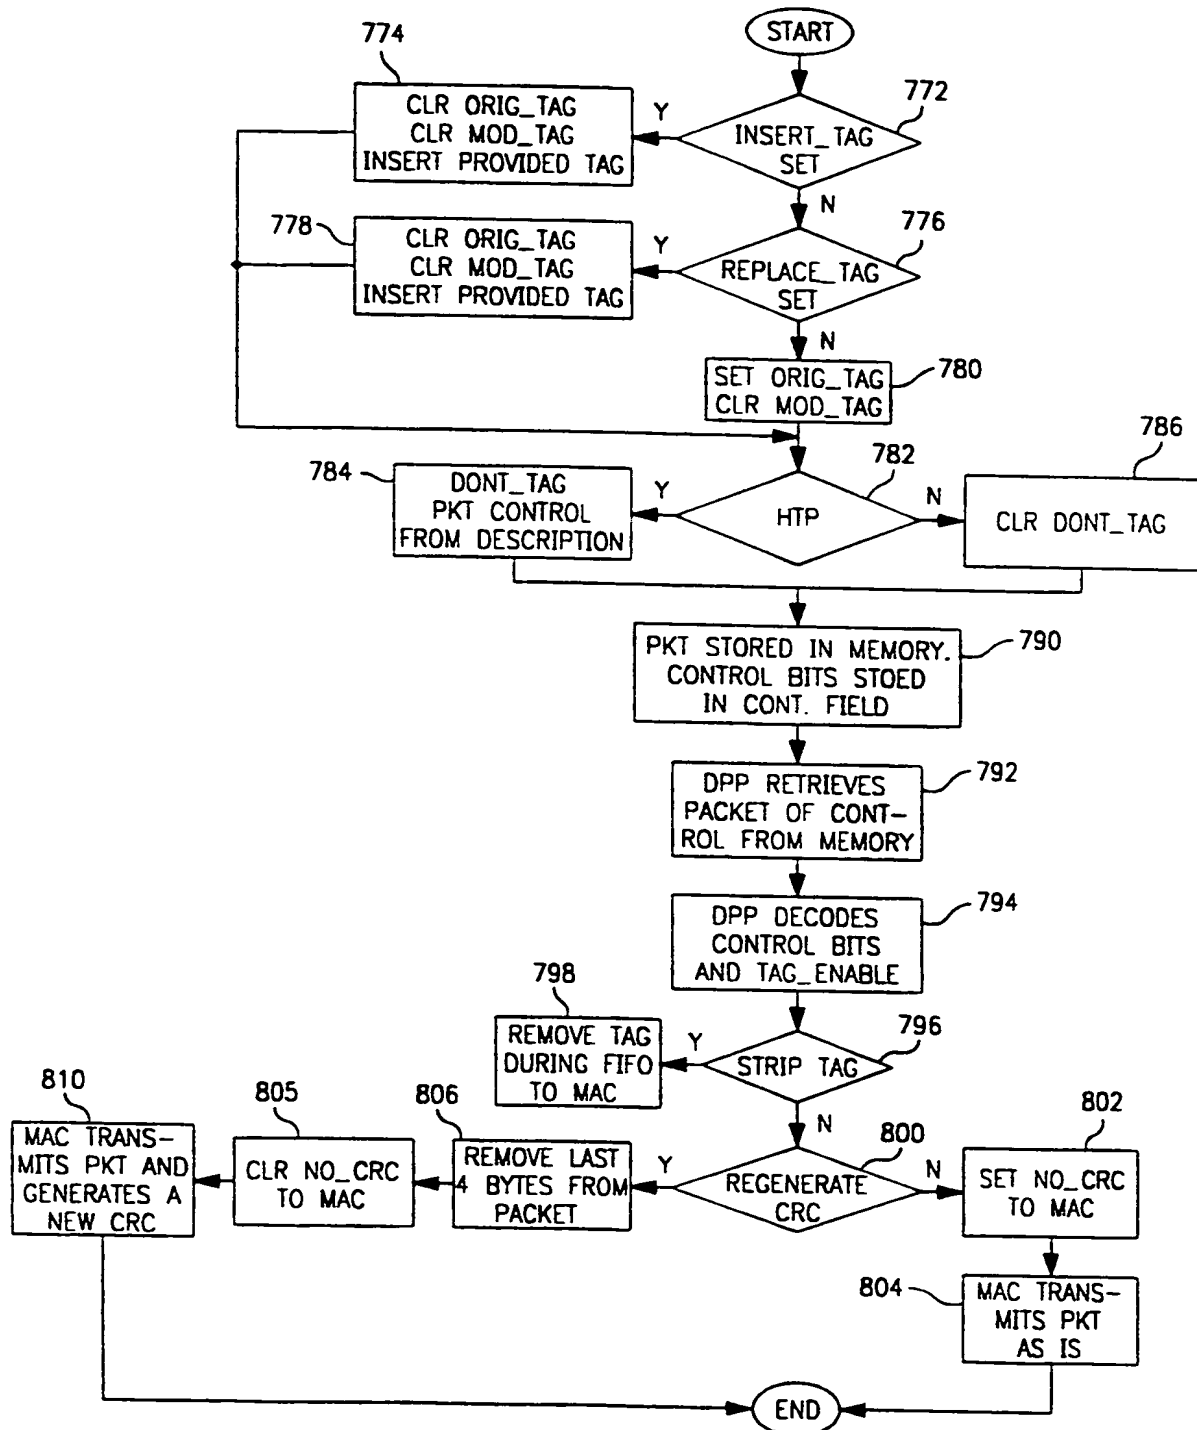 START
774
772
CLR ORIG_TAG
CLR MOD_TAG
INSERT PROVIDED TAG
Y
INSERT_TAG
SET
N
778
776
CLR ORIG_TAG
CLR MOD_TAG
INSERT PROVIDED TAG
Y
REPLACE_TAG
SET
N
780
SET ORIG_TAG
CLR MOD_TAG
786
784
782
DONT_TAG
PKT CONTROL
FROM DESCRIPTION
Y
HTP
N
CLR DONT_TAG
790
PKT STORED IN MEMORY.
CONTROL BITS STOED
IN CONT. FIELD
792
DPP RETRIEVES
PACKET OF CONT-
ROL FROM MEMORY
794
DPP DECODES
CONTROL BITS
AND TAG_ENABLE
798
796
REMOVE TAG
DURING FIFO
TO MAC
Y
STRIP TAG
N
810
805
806
800
802
MAC TRANS-
MITS PKT AND
GENERATES A
NEW CRC
CLR NO_CRC
TO MAC
REMOVE LAST
4 BYTES FROM
PACKET
Y
REGENERATE
CRC
N
SET NO_CRC
TO MAC
804
MAC TRANS-
MITS PKT
AS IS
END